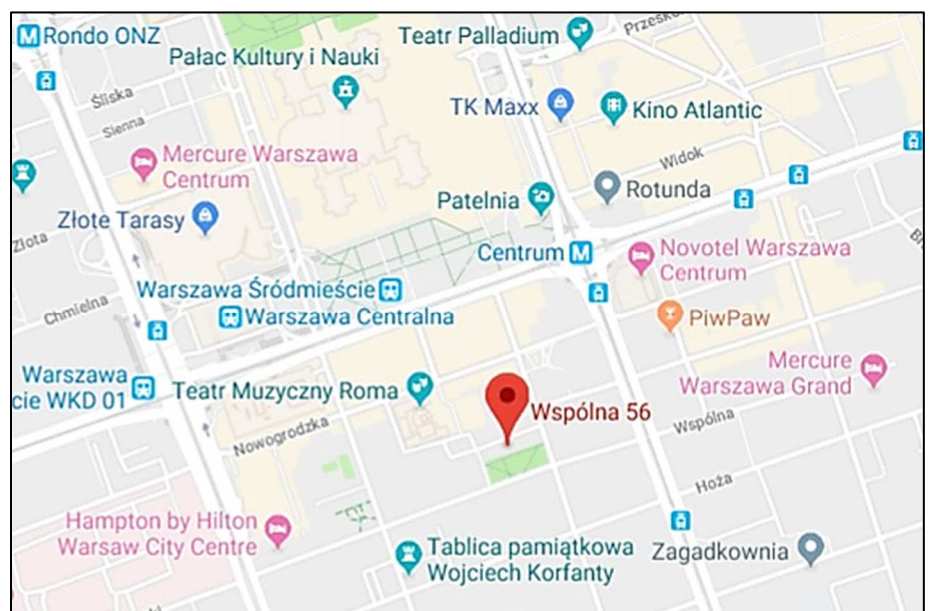 M Rondo ONZ
Pałac Kultury i Nauki
Teatr Palladium
Śliska
Sienna
TK Maxx
Kino Atlantic
Mercure Warszawa
Centrum
Widok
Patelnia
Rotunda
Złote Tarasy
Złota
Centrum M
Novotel Warszawa
Centrum
Chmielna
Warszawa Śródmieście
Warszawa Centralna
PiwPaw
Warszawa
cie WKD 01
Teatr Muzyczny Roma
Mercure
Warszawa Grand
Wspólna 56
Wspólna
Nowogrodzka
Hoża
Hampton by Hilton
Warsaw City Centre
Tablica pamiątkowa
Wojciech Korfanty
Zagadkownia